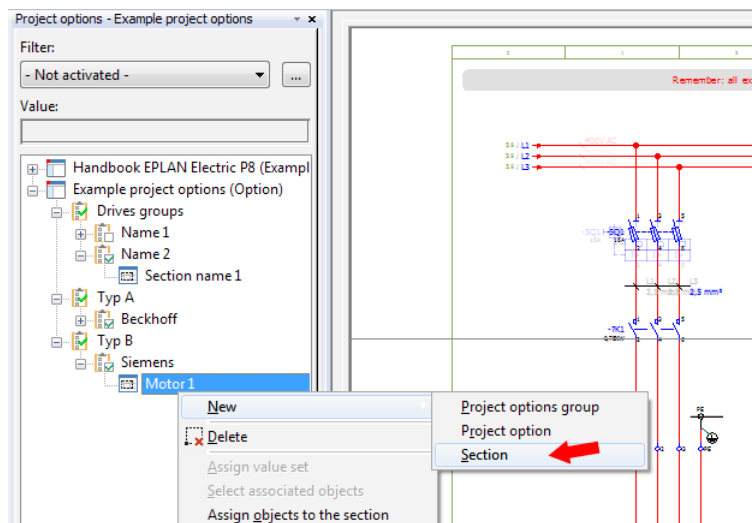 Project options - Example project options
Filter:
- Not activated -
...
Value:
Handbook EPLAN Electric P8 (Exampl
Example project options (Option)
Drives groups
Name 1
Name 2
Section name 1
Typ A
Beckhoff
Typ B
Siemens
Motor 1
New
Delete
Assign value set
Select associated objects
Assign objects to the section
Project options group
Project option
Section
Remember: all ex
L1
L2
L3
2,5 mm²
-7K1
PE